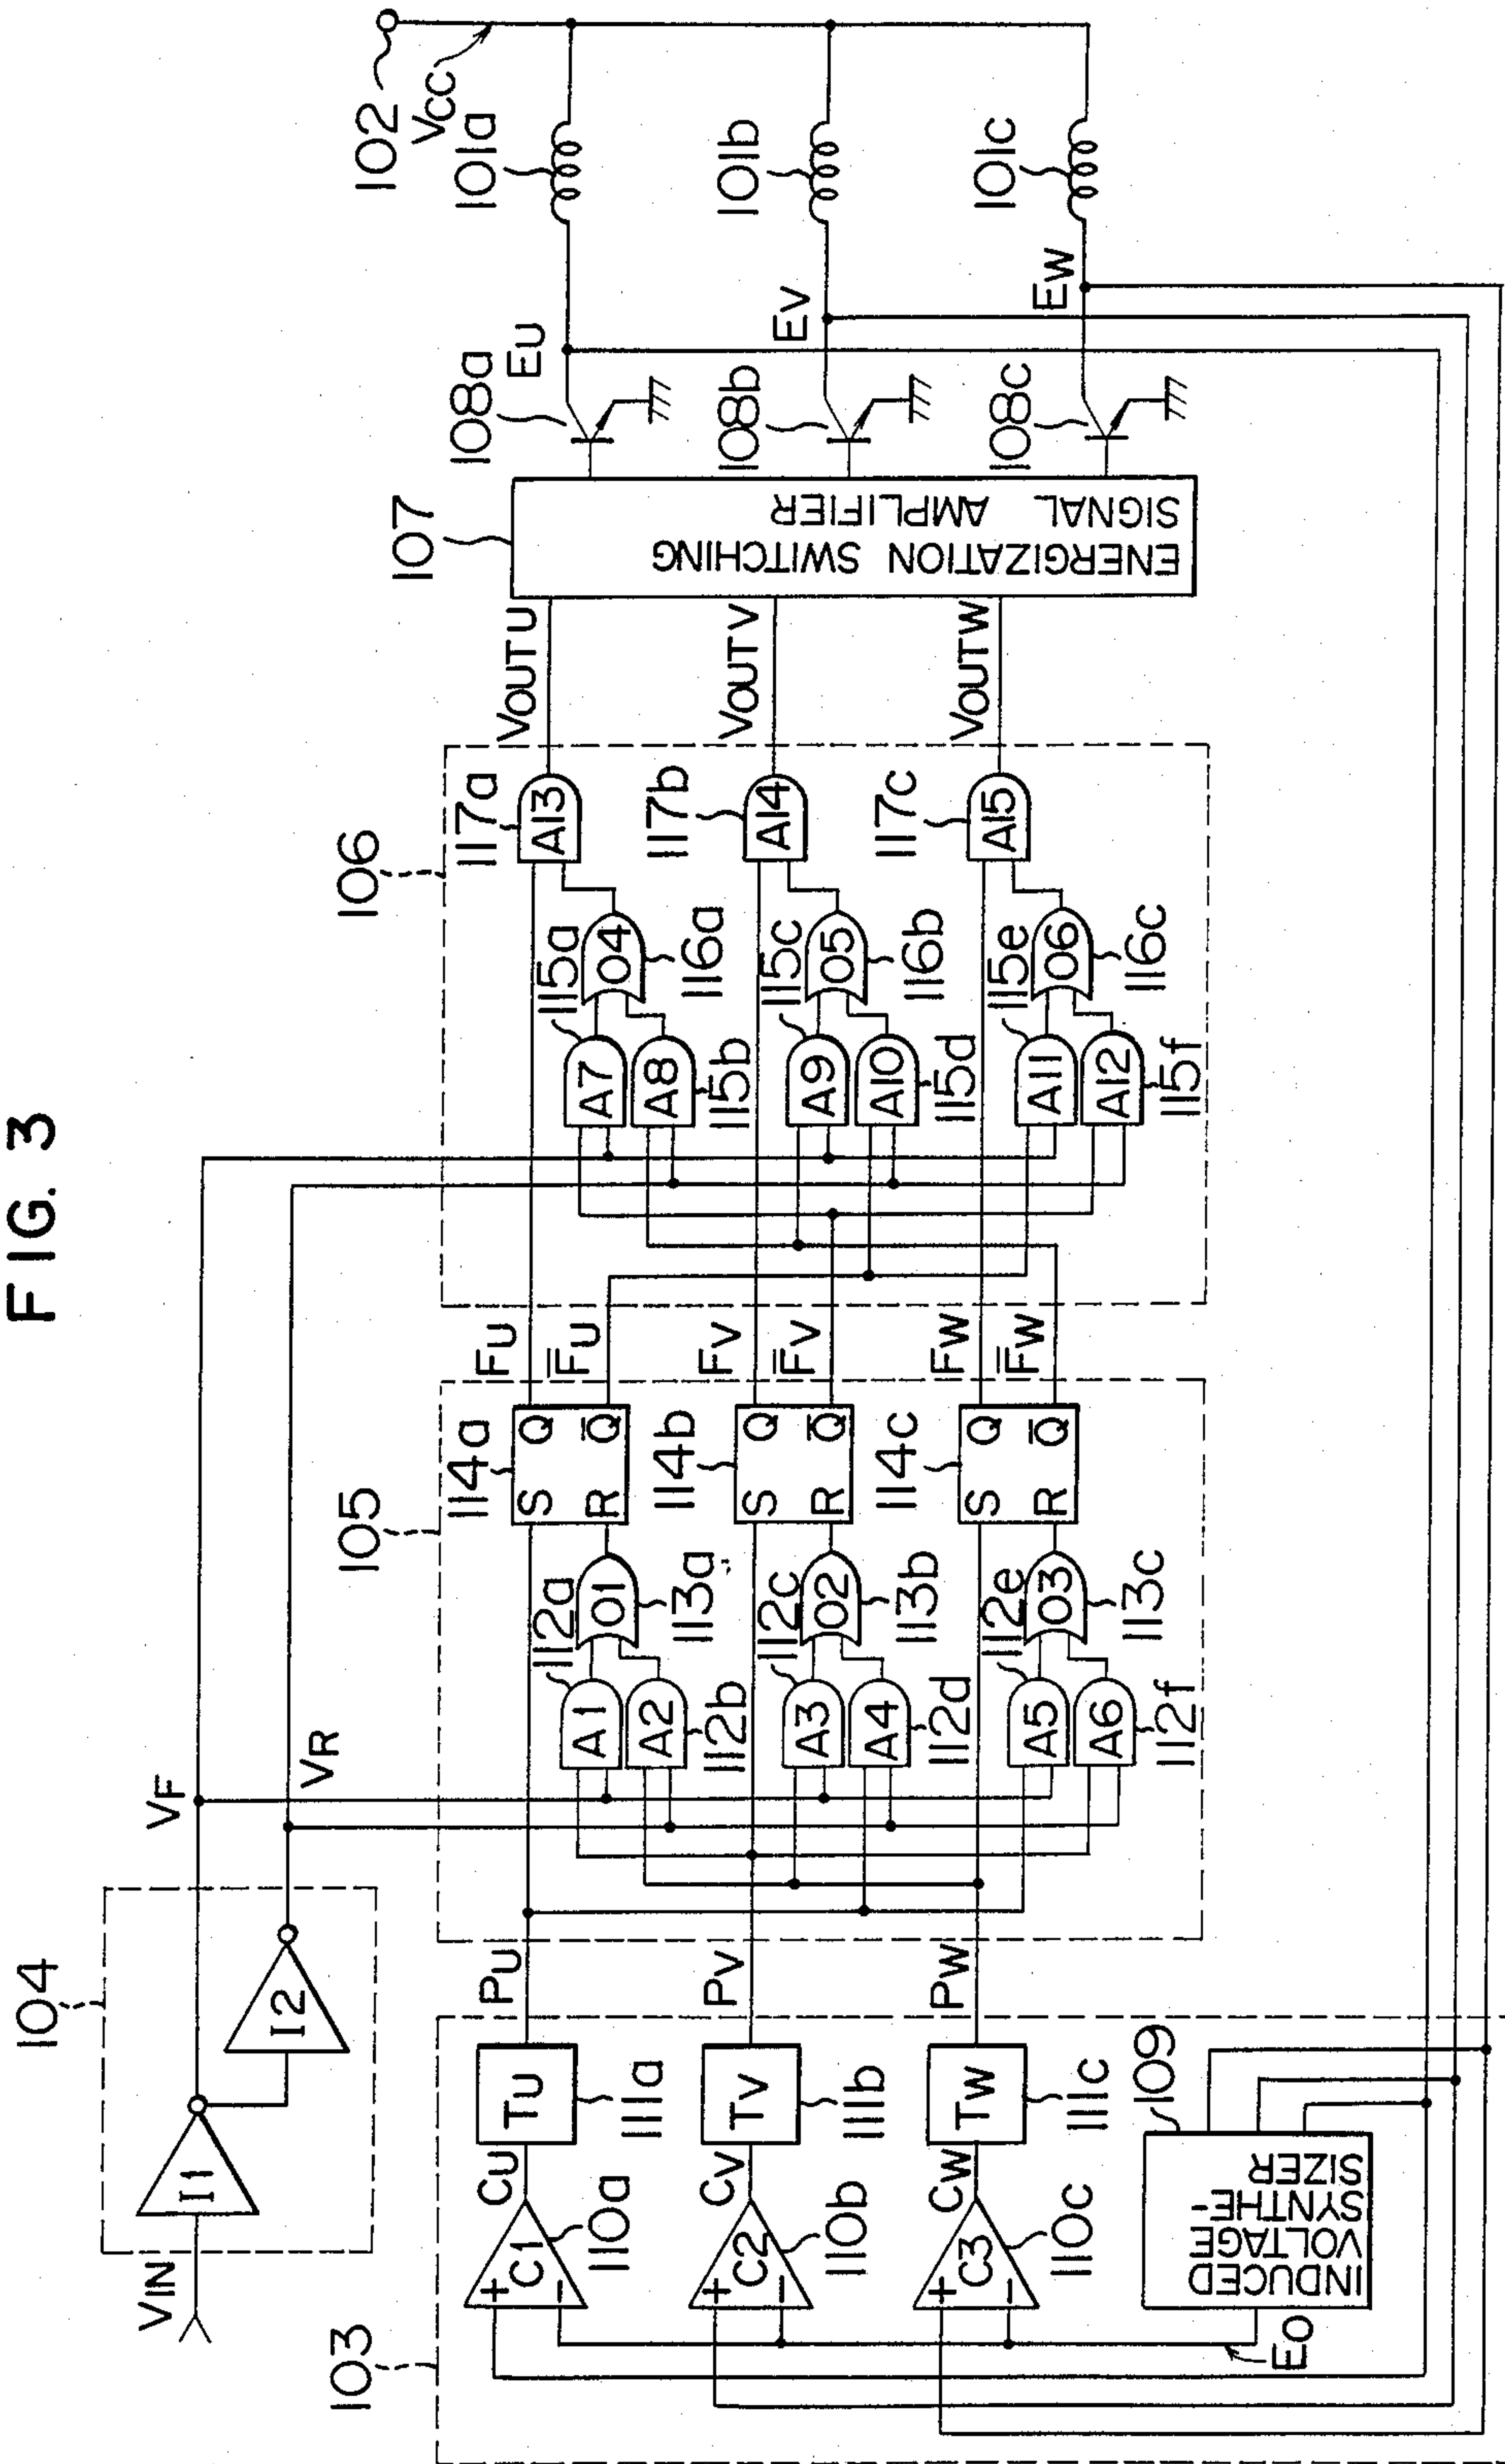 FIG. 3
104
VIN
I1
I2
VF
VR
103
C1
+
-
110a
CU
TU
111a
PU
C2
+
-
110b
CV
TV
111b
PV
C3
+
-
110c
CW
TW
111c
PW
EO
INDUCED
VOLTAGE
SYNTHE-
SIZER
109
105
A1
112a
A2
112b
O1
113a
114a
S
Q
R
Q̅
A3
112c
A4
112d
O2
113b
114b
S
Q
R
Q̅
A5
112e
A6
112f
O3
113c
114c
S
Q
R
Q̅
FU
F̅U
FV
F̅V
FW
F̅W
106
A7
115a
A8
115b
O4
116a
A13
117a
A9
115c
A10
115d
O5
116b
A14
117b
A11
115e
A12
115f
O6
116c
A15
117c
VOUTU
VOUTV
VOUTW
107
ENERGIZATION SWITCHING
SIGNAL AMPLIFIER
108a
108b
108c
EU
EV
EW
101a
101b
101c
102
VCC